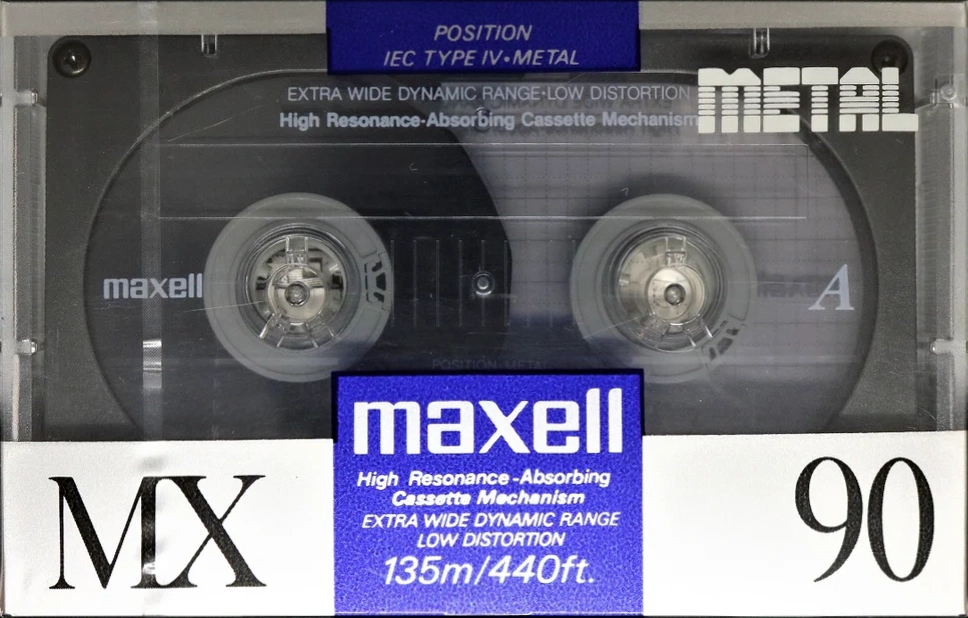 POSITION
IEC TYPE IV•METAL
EXTRA WIDE DYNAMIC RANGE•LOW DISTORTION
High Resonance-Absorbing Cassette Mechanism
METAL
maxell
A
POSITION METAL
maxell
High Resonance-Absorbing
Cassette Mechanism
EXTRA WIDE DYNAMIC RANGE
LOW DISTORTION
135m/440ft.
MX
90